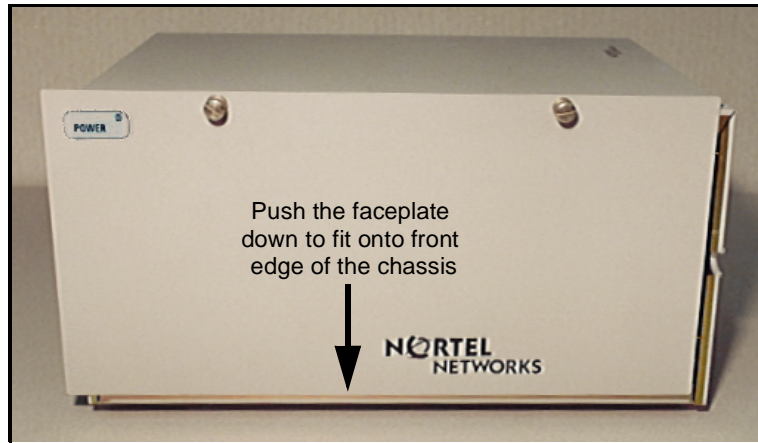 POWER
Push the faceplate
down to fit onto front
edge of the chassis
NORTEL
NETWORKS